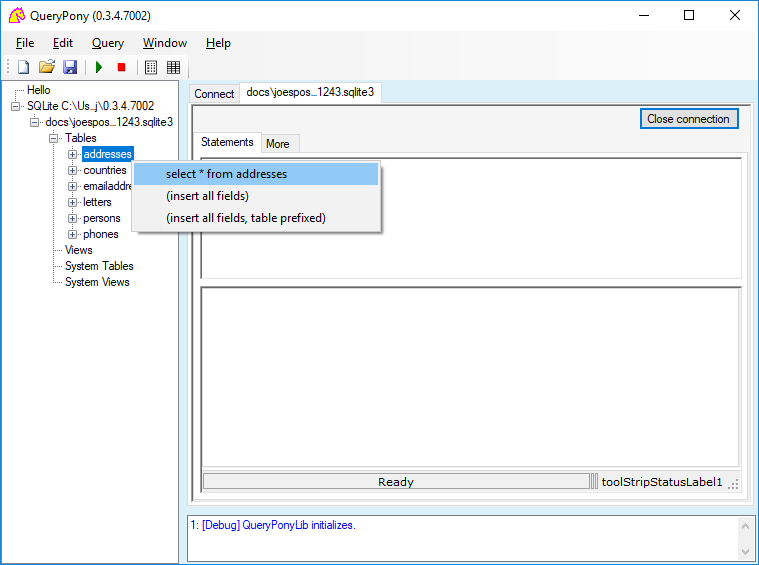 QueryPony (0.3.4.7002)
File Edit Query Window Help
Hello
SQLite C:\Us_j\0.3.4.7002
docs\joespos...1243.sqlite3
Tables
addresses
countries
emailaddre
letters
persons
phones
Views
System Tables
System Views
select * from addresses
(insert all fields)
(insert all fields, table prefixed)
Connect docs\joespos...1243.sqlite3
Close connection
Statements More
Ready toolStripStatusLabel1
1: [Debug] QueryPonyLib initializes.